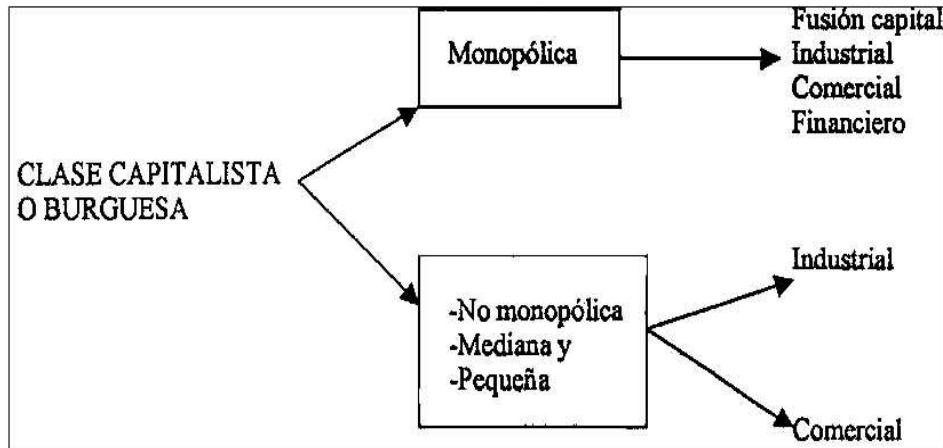 CLASE CAPITALISTA
O BURGUESA
Monopólica
Fusión capital
Industrial
Comercial
Financiero
-No monopólica
-Mediana y
-Pequeña
Industrial
Comercial